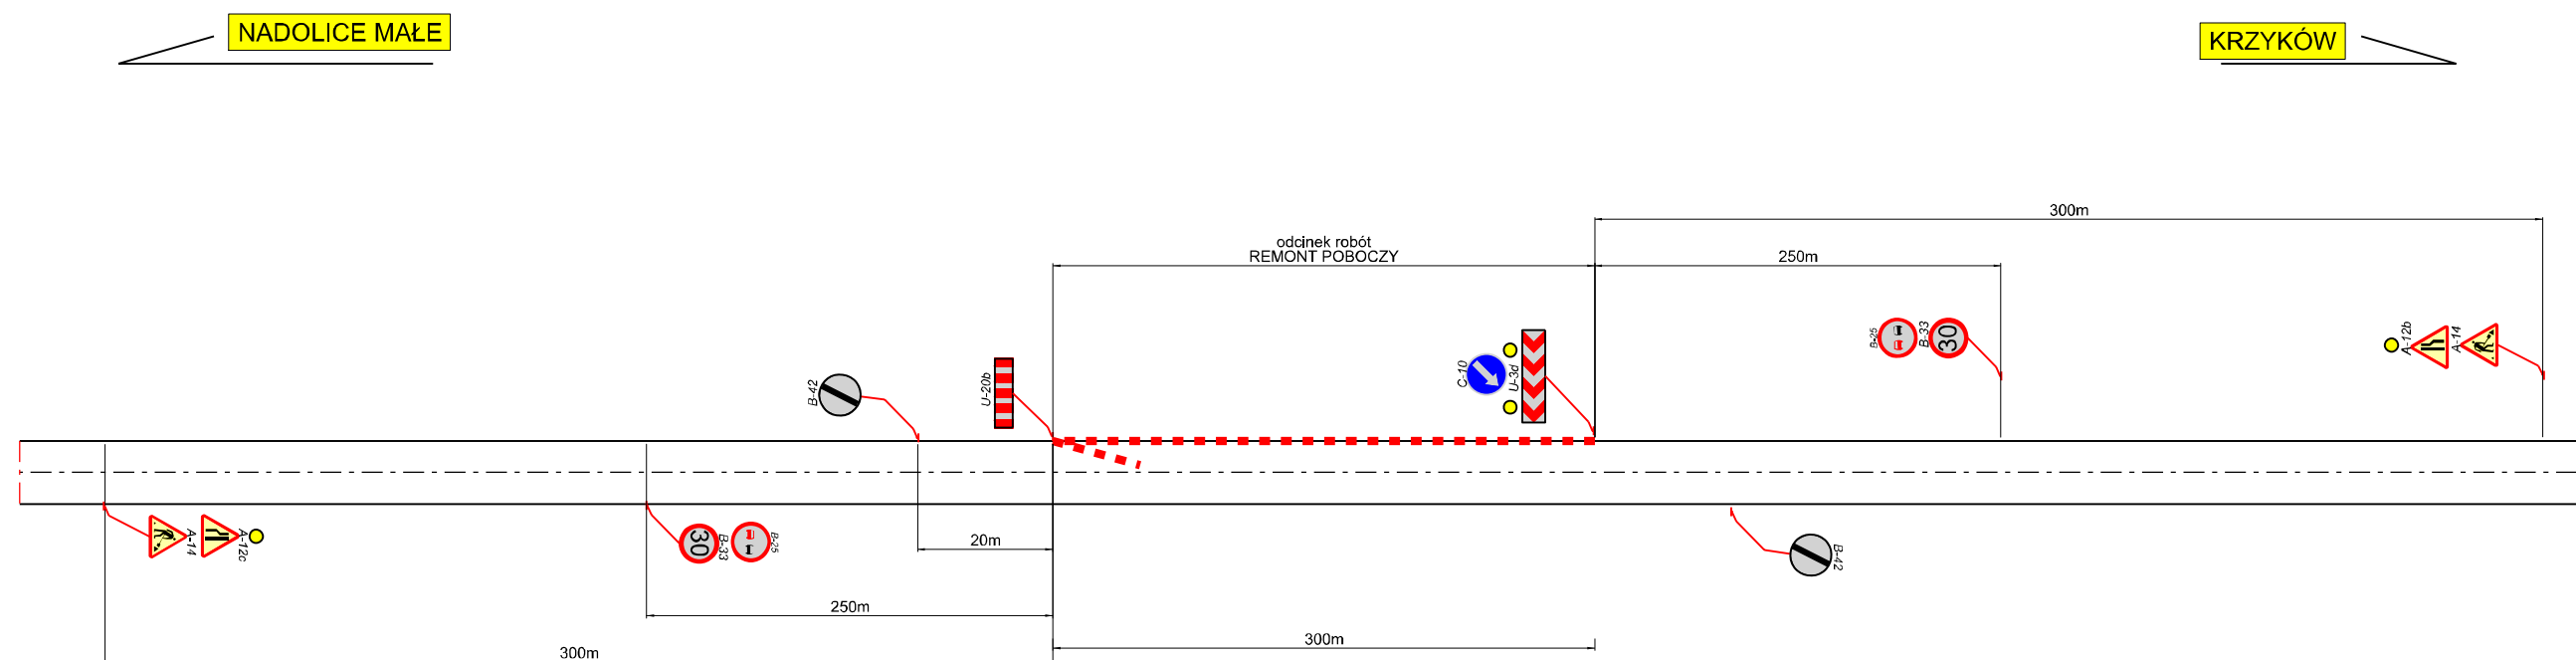 NADOLICE MAŁE
KRZYKÓW
300m
odcinek robót
REMONT POBOCZY
250m
B-42
U-20b
C-10
U-3d
B-25
B-33
30
A-12b
A-14
A-14
A-12c
30
B-33
B-25
20m
B-42
250m
300m
300m